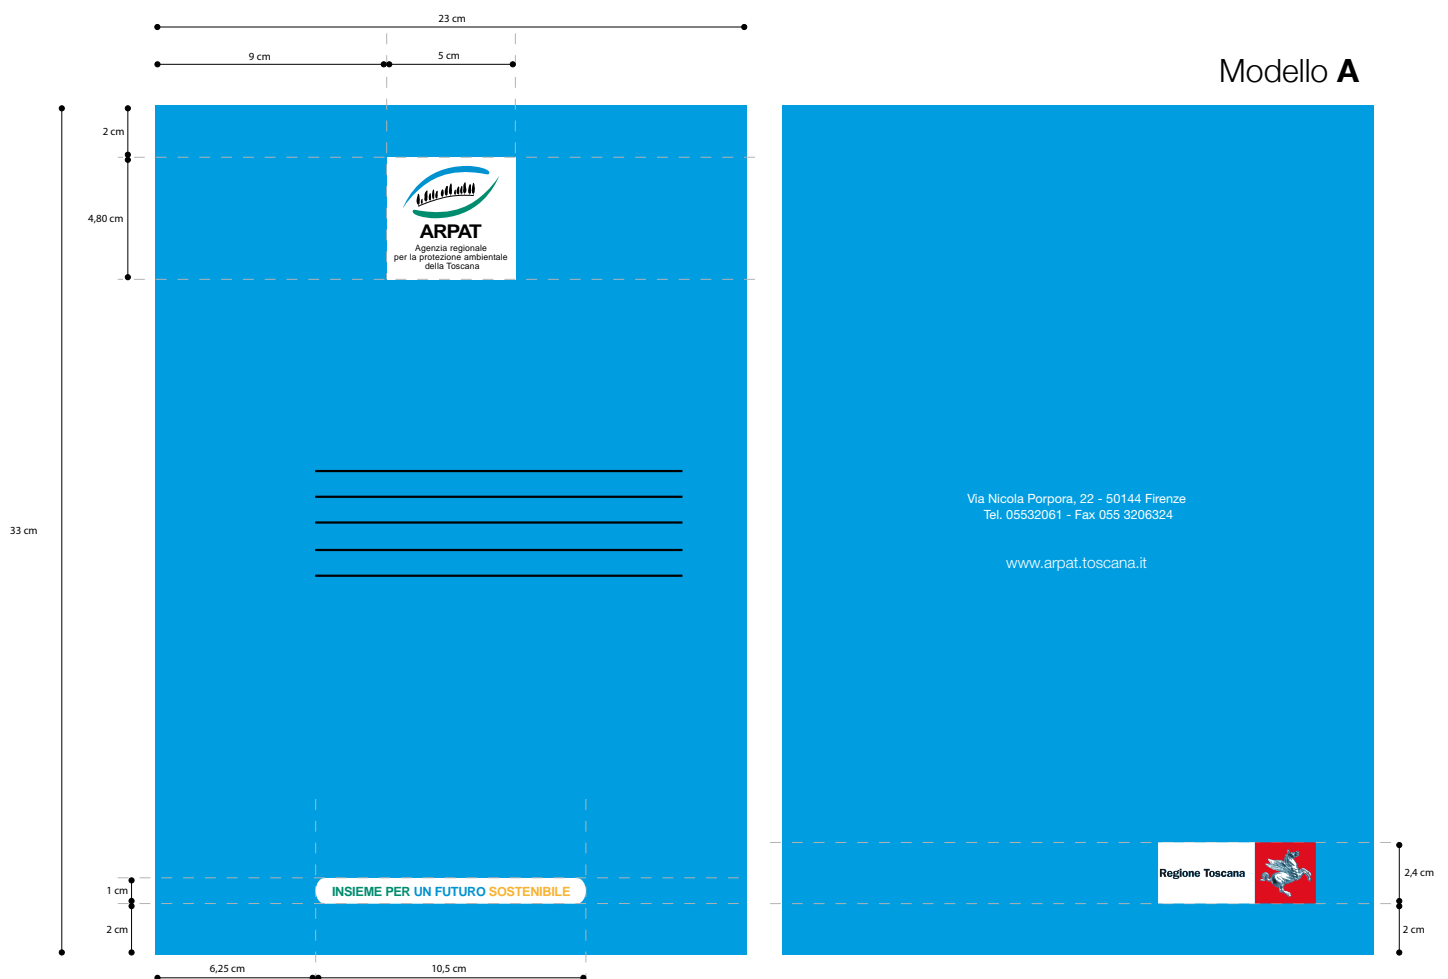 23 cm
9 cm
5 cm
Modello A
2 cm
4,80 cm
ARPAT
Agenzia regionale
per la protezione ambientale
della Toscana
33 cm
Via Nicola Porpora, 22 - 50144 Firenze
Tel. 05532061 - Fax 055 3206324
www.arpat.toscana.it
Regione Toscana
2,4 cm
1 cm
INSIEME PER UN FUTURO SOSTENIBILE
2 cm
2 cm
6,25 cm
10,5 cm